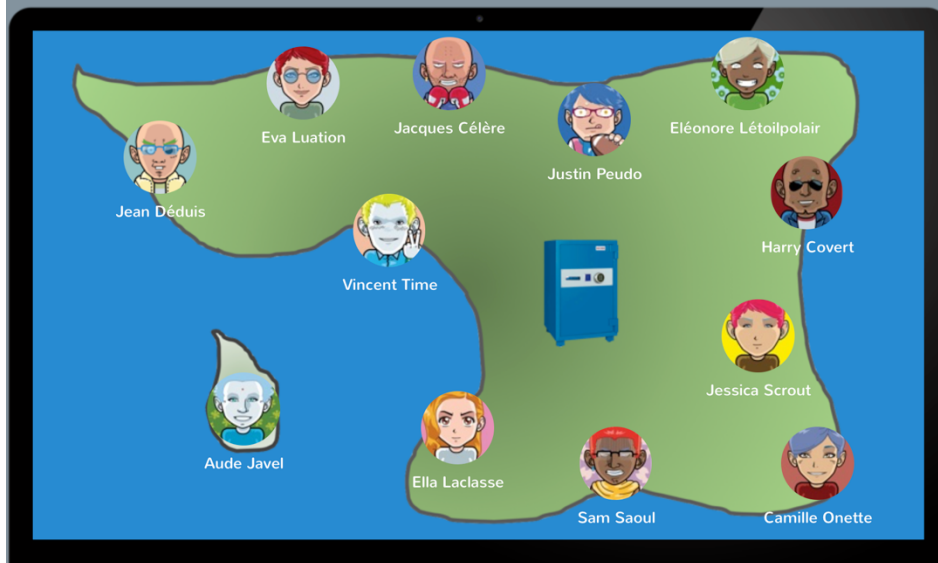 Eva Luation
Jacques Célère
Eléonore Létoilpolair
Justin Peudo
Jean Déduis
Harry Covert
Vincent Time
Jessica Scrout
Aude Javel
Ella Laclasse
Sam Saoul
Camille Onette